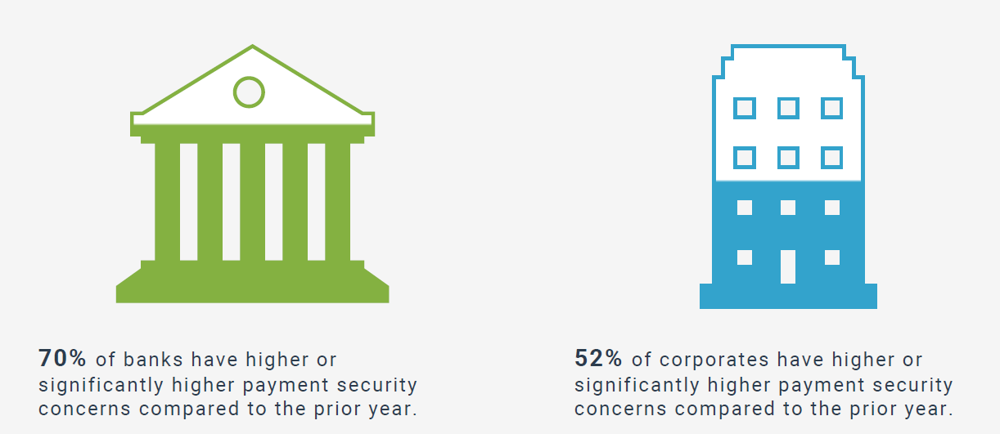 70% of banks have higher or
significantly higher payment security
concerns compared to the prior year.
52% of corporates have higher or
significantly higher payment security
concerns compared to the prior year.